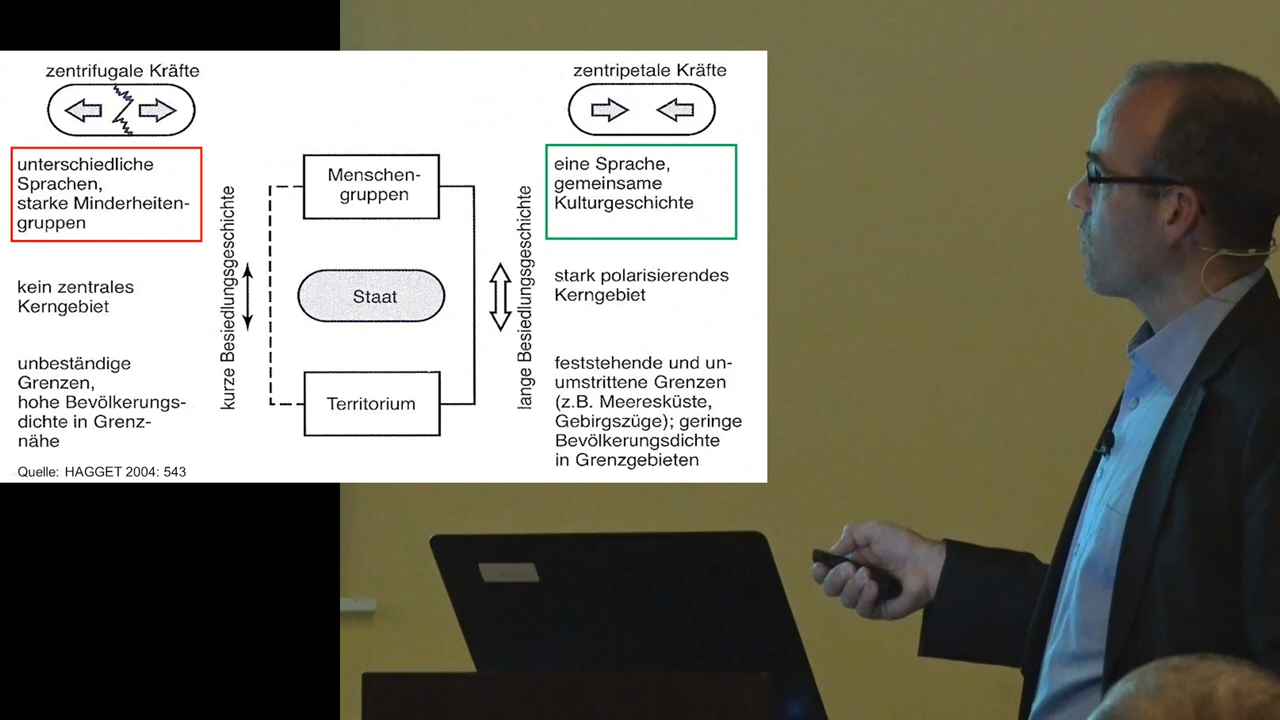 zentrifugale Kräfte
unterschiedliche
Sprachen,
starke Minderheiten-
gruppen
kein zentrales
Kerngebiet
unbeständige
Grenzen,
hohe Bevölkerungs-
dichte in Grenz-
nähe
Quelle: HAGGET 2004: 543
kurze Besiedlungsgeschichte
Menschen-
gruppen
Staat
Territorium
lange Besiedlungsgeschichte
zentripetale Kräfte
eine Sprache,
gemeinsame
Kulturgeschichte
stark polarisierendes
Kerngebiet
feststehende und un-
umstrittene Grenzen
(z.B. Meeresküste,
Gebirgszüge); geringe
Bevölkerungsdichte
in Grenzgebieten